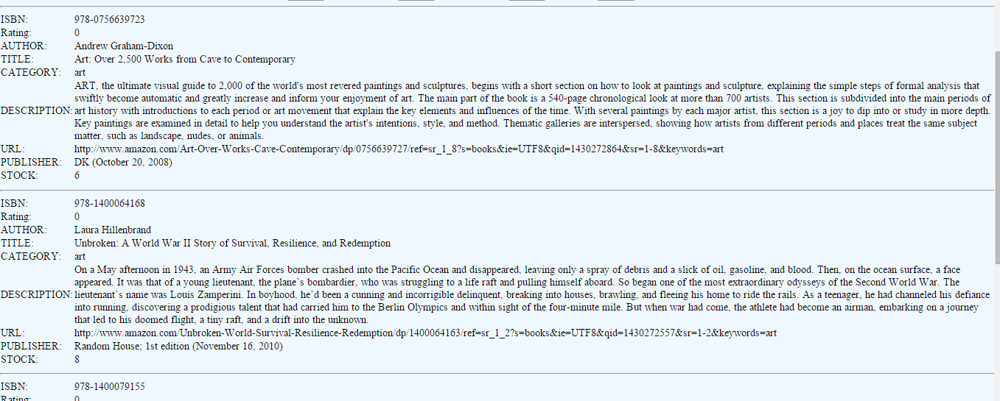 ISBN: 978-0756639723
Rating: 0
AUTHOR: Andrew Graham-Dixon
TITLE: Art: Over 2,500 Works from Cave to Contemporary
CATEGORY: art
ART, the ultimate visual guide to 2,000 of the world's most revered paintings and sculptures, begins with a short section on how to look at paintings and sculpture, explaining the simple steps of formal analysis that
swiftly become automatic and greatly increase and inform your enjoyment of art. The main part of the book is a 540-page chronological look at more than 700 artists. This section is subdivided into the main periods of
DESCRIPTION: art history with introductions to each period or art movement that explain the key elements and influences of the time. With several paintings by each major artist, this section is a joy to dip into or study in more depth.
Key paintings are examined in detail to help you understand the artist's intentions, style, and method. Thematic galleries are interspersed, showing how artists from different periods and places treat the same subject
matter, such as landscape, nudes, or animals.
URL: http://www.amazon.com/Art-Over-Works-Cave-Contemporary/dp/0756639727/ref=sr_1_8?s=books&ie=UTF8&qid=1430272864&sr=1-8&keywords=art
PUBLISHER: DK (October 20, 2008)
STOCK: 6
ISBN: 978-1400064168
Rating: 0
AUTHOR: Laura Hillenbrand
TITLE: Unbroken: A World War II Story of Survival, Resilience, and Redemption
CATEGORY: art
On a May afternoon in 1943, an Army Air Forces bomber crashed into the Pacific Ocean and disappeared, leaving only a spray of debris and a slick of oil, gasoline, and blood. Then, on the ocean surface, a face
appeared. It was that of a young lieutenant, the plane’s bombardier, who was struggling to a life raft and pulling himself aboard. So began one of the most extraordinary odysseys of the Second World War. The
DESCRIPTION: lieutenant’s name was Louis Zamperini. In boyhood, he’d been a cunning and incorrigible delinquent, breaking into houses, brawling, and fleeing his home to ride the rails. As a teenager, he had channeled his defiance
into running, discovering a prodigious talent that had carried him to the Berlin Olympics and within sight of the four-minute mile. But when war had come, the athlete had become an airman, embarking on a journey
that led to his doomed flight, a tiny raft, and a drift into the unknown.
URL: http://www.amazon.com/Unbroken-World-Survival-Resilience-Redemption/dp/1400064163/ref=sr_1_2?s=books&ie=UTF8&qid=1430272557&sr=1-2&keywords=art
PUBLISHER: Random House; 1st edition (November 16, 2010)
STOCK: 8
ISBN: 978-1400079155
Rating: 0